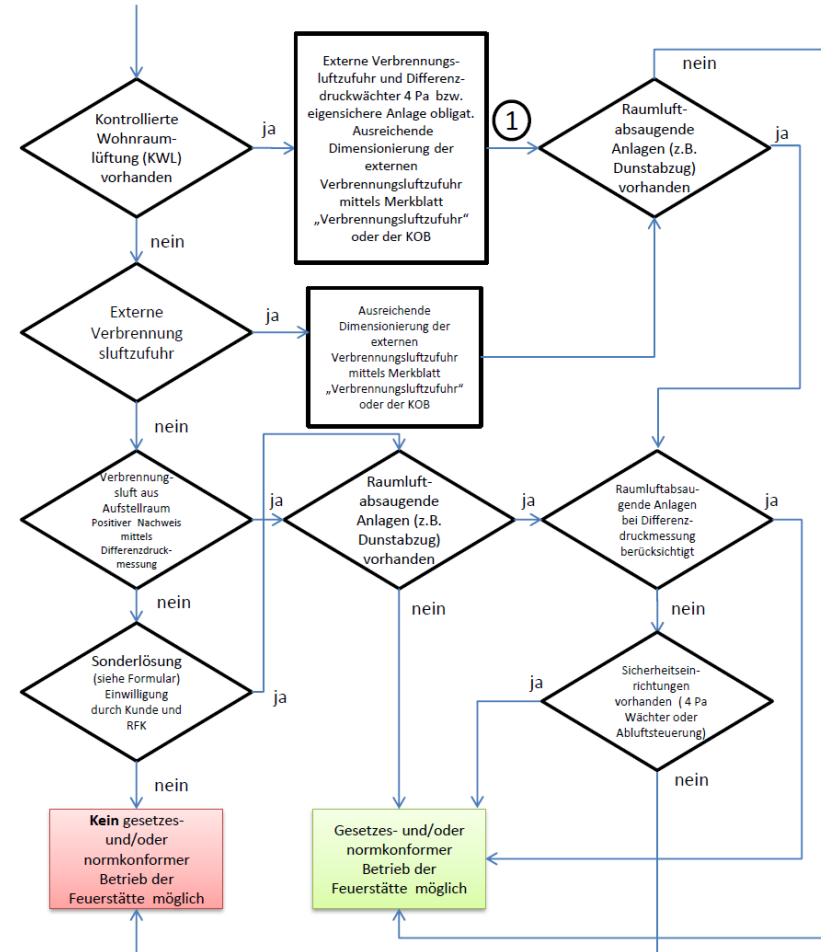 Kontrollierte
Wohnraum-
lüftung (KWL)
vorhanden
ja
nein
Externe Verbrennungs-
luftzufuhr und Differenz-
druckwächter 4 Pa bzw.
eigensichere Anlage obligat.
Ausreichende
Dimensionierung der
externen
Verbrennungsluftzufuhr
mittels Merkblatt
„Verbrennungsluftzufuhr“
oder der KOB
1
Raumluft-
absaugende
Anlagen (z.B.
Dunstabzug)
vorhanden
nein
ja
Externe
Verbrennung
sluftzufuhr
ja
nein
Ausreichende
Dimensionierung der
externen
Verbrennungsluftzufuhr
mittels Merkblatt
„Verbrennungsluftzufuhr“
oder der KOB
Verbrennung-
sluft aus
Aufstellraum
Positiver Nachweis
mittels
Differenzdruck-
messung
ja
nein
Raumluft-
absaugende
Anlagen (z.B.
Dunstabzug)
vorhanden
ja
nein
Raumluftabsau-
gende Anlagen
bei Differenz-
druckmessung
berücksichtigt
ja
nein
Sonderlösung
(siehe Formular)
Einwilligung
durch Kunde und
RFK
ja
nein
Sicherheitsein-
richtungen
vorhanden ( 4 Pa
Wächter oder
Abluftsteuerung)
ja
nein
Kein gesetzes-
und/oder
normkonformer
Betrieb der
Feuerstätte möglich
Gesetzes- und/oder
normkonformer
Betrieb der
Feuerstätte möglich